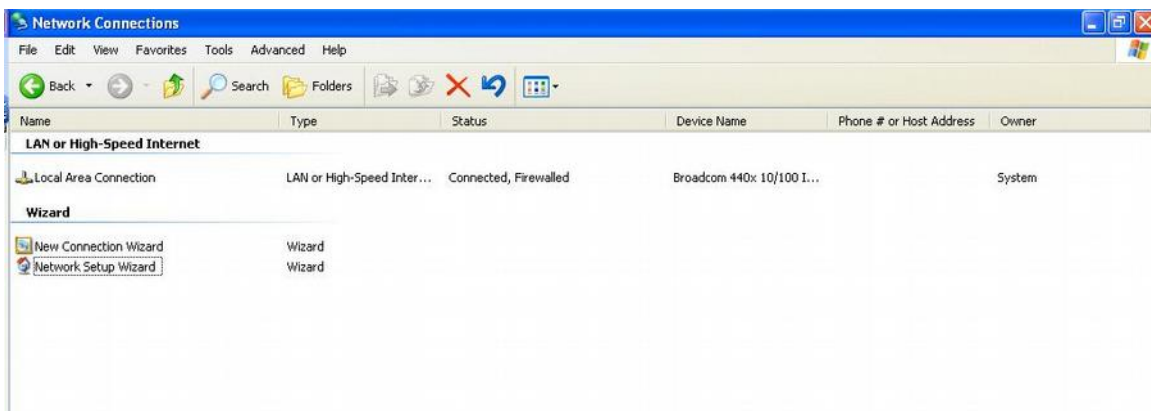 Network Connections
File Edit View Favorites Tools Advanced Help
Back Search Folders
Name Type Status Device Name Phone # or Host Address Owner
LAN or High-Speed Internet
Local Area Connection LAN or High-Speed Inter... Connected, Firewalled Broadcom 440x 10/100 I... System
Wizard
New Connection Wizard Wizard
Network Setup Wizard Wizard